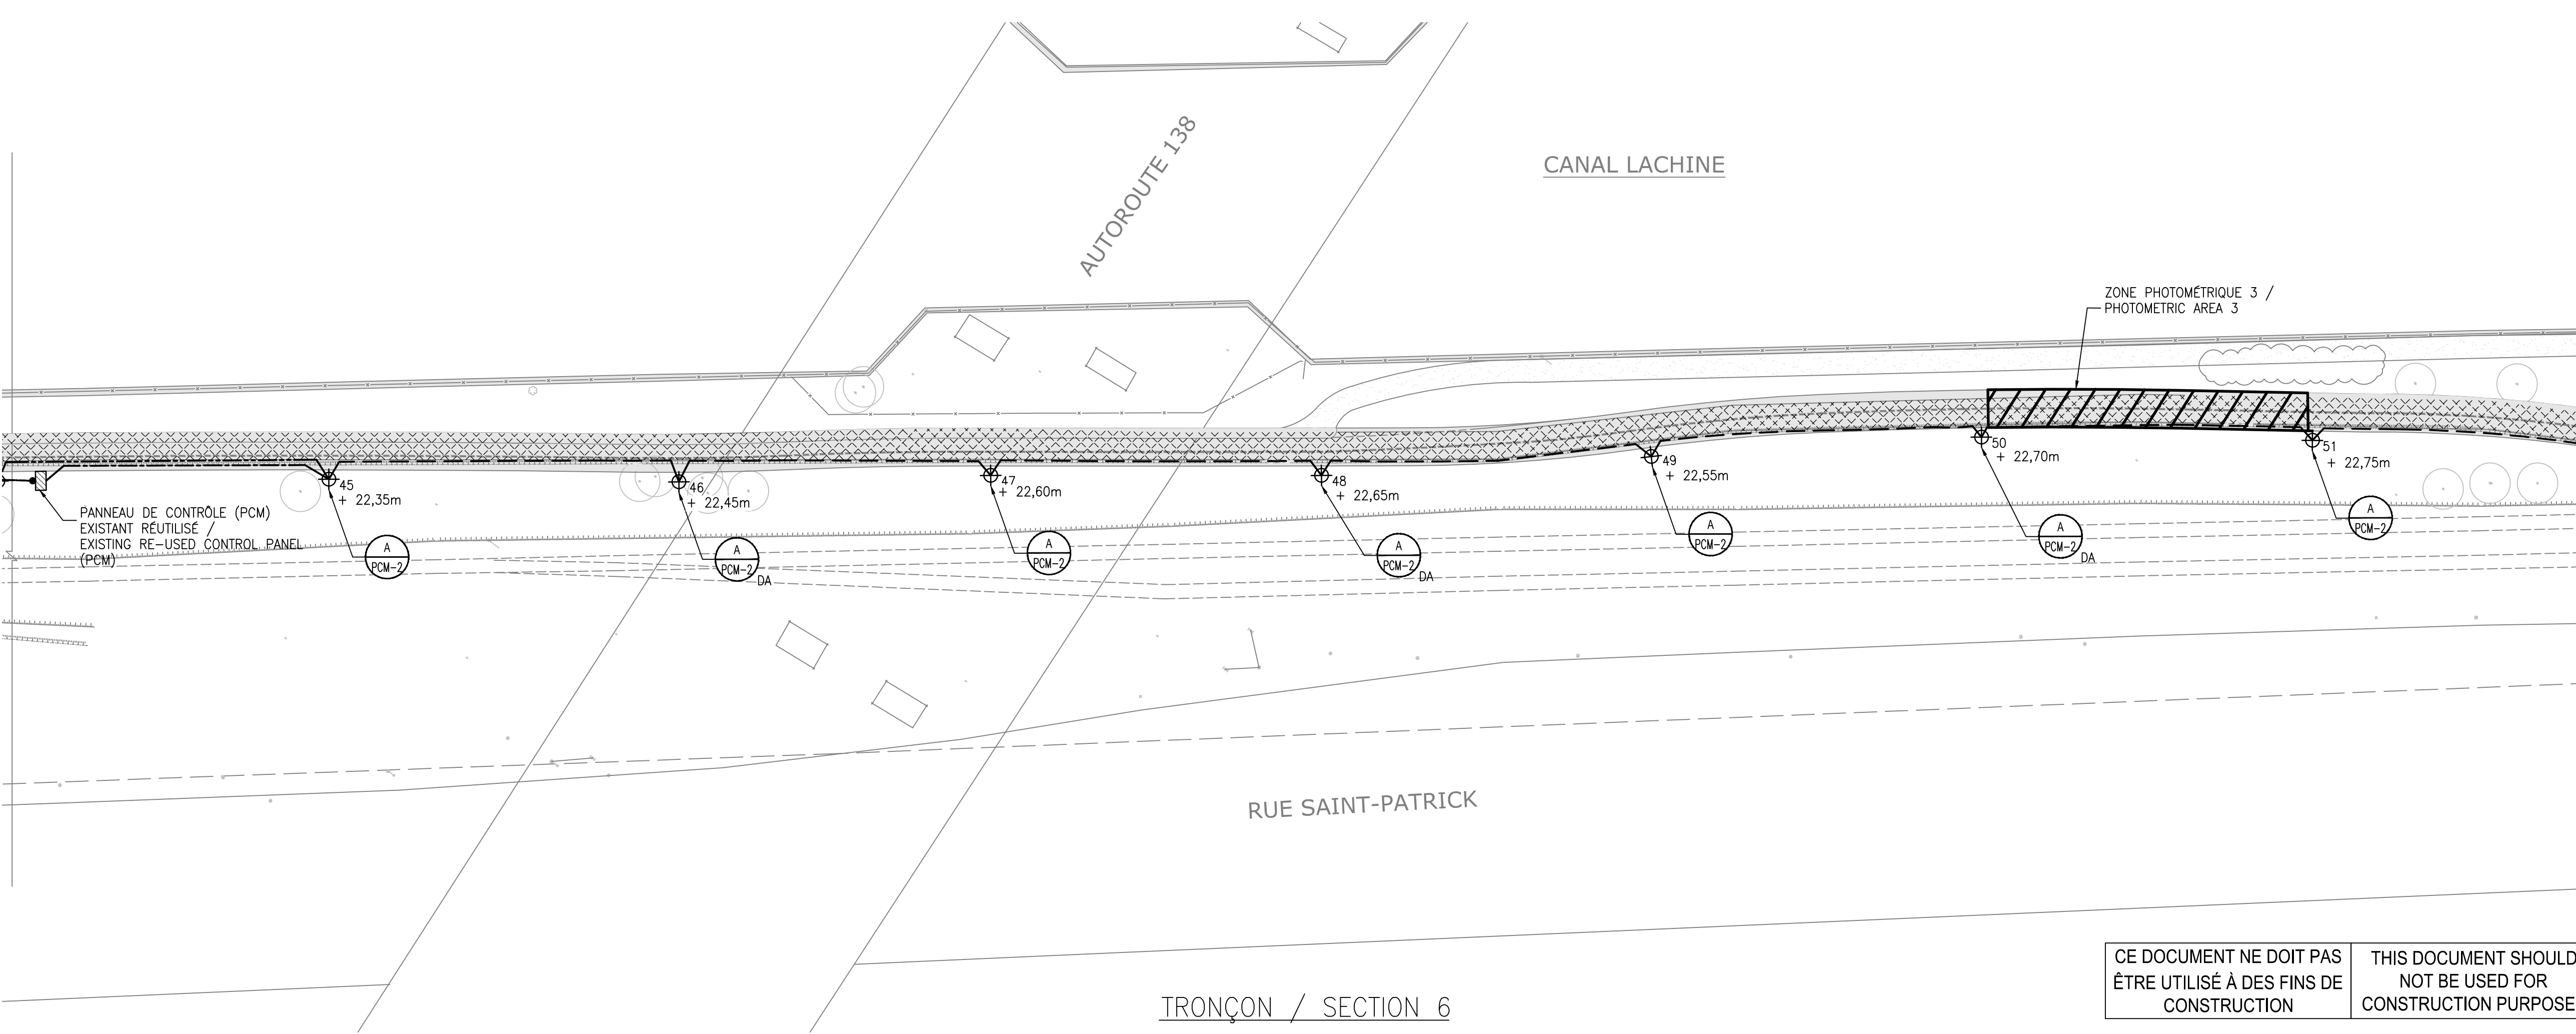 AUTOROUTE 138
CANAL LACHINE
ZONE PHOTOMÉTRIQUE 3 /
PHOTOMETRIC AREA 3
PANNEAU DE CONTRÔLE (PCM)
EXISTANT RÉUTILISÉ /
EXISTING RE-USED CONTROL PANEL
(PCM)
45
+ 22,35m
A
PCM-2
46
+ 22,45m
A
PCM-2
DA
47
+ 22,60m
A
PCM-2
48
+ 22,65m
A
PCM-2
DA
49
+ 22,55m
A
PCM-2
50
+ 22,70m
A
PCM-2
DA
51
+ 22,75m
A
PCM-2
RUE SAINT-PATRICK
TRONÇON / SECTION 6
CE DOCUMENT NE DOIT PAS
ÊTRE UTILISÉ À DES FINS DE
CONSTRUCTION
THIS DOCUMENT SHOULD
NOT BE USED FOR
CONSTRUCTION PURPOSE